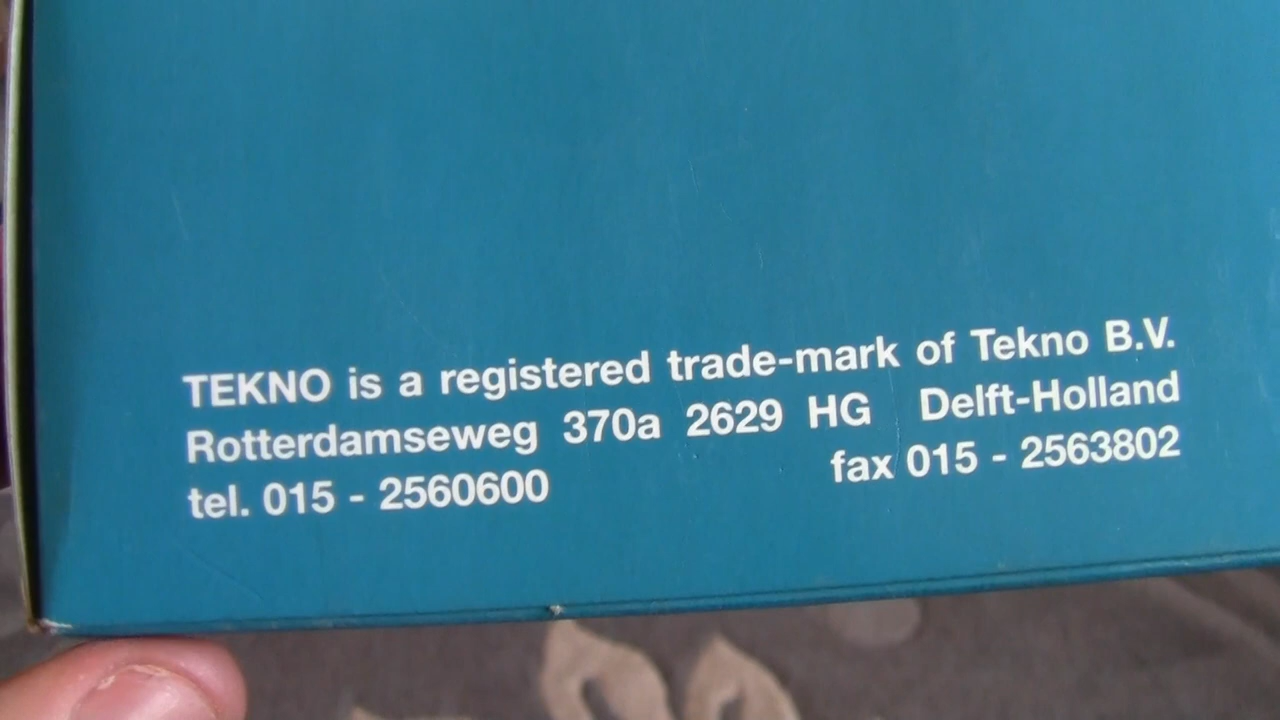 TEKNO is a registered trade-mark of Tekno B.V.
Rotterdamseweg 370a 2629 HG Delft-Holland
tel. 015 - 2560600 fax 015 - 2563802